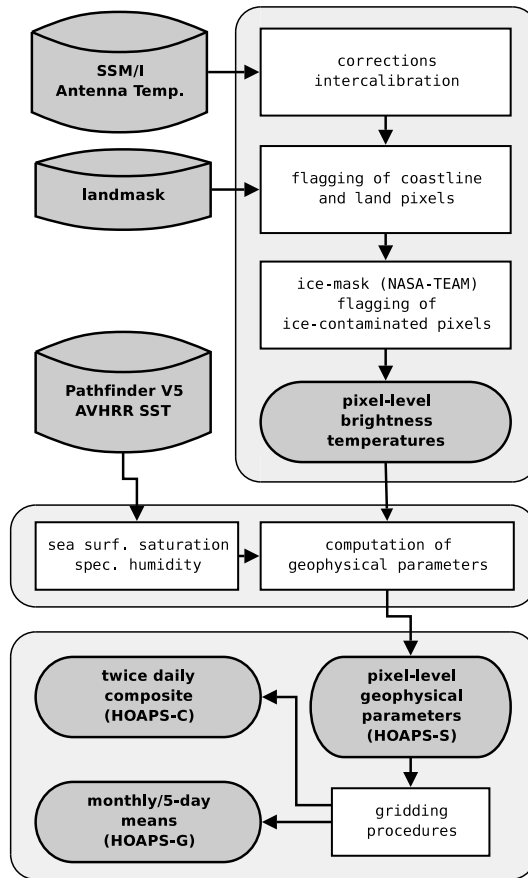 SSM/I
Antenna Temp.
corrections
intercalibration
landmask
flagging of coastline
and land pixels
ice-mask (NASA-TEAM)
flagging of
ice-contaminated pixels
Pathfinder V5
AVHRR SST
pixel-level
brightness
temperatures
sea surf. saturation
spec. humidity
computation of
geophysical parameters
twice daily
composite
(HOAPS-C)
pixel-level
geophysical
parameters
(HOAPS-S)
monthly/5-day
means
(HOAPS-G)
gridding
procedures